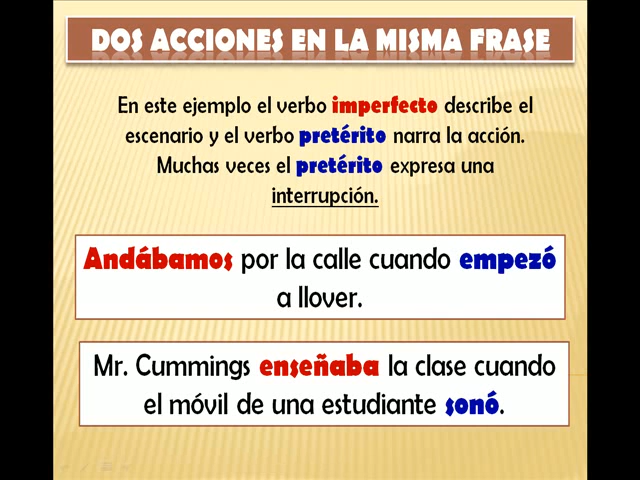 DOS ACCIONES EN LA MISMA FRASE
En este ejemplo el verbo imperfecto describe el
escenario y el verbo pretérito narra la acción.
Muchas veces el pretérito expresa una
interrupción.
Andábamos por la calle cuando empezó
a llover.
Mr. Cummings enseñaba la clase cuando
el móvil de una estudiante sonó.